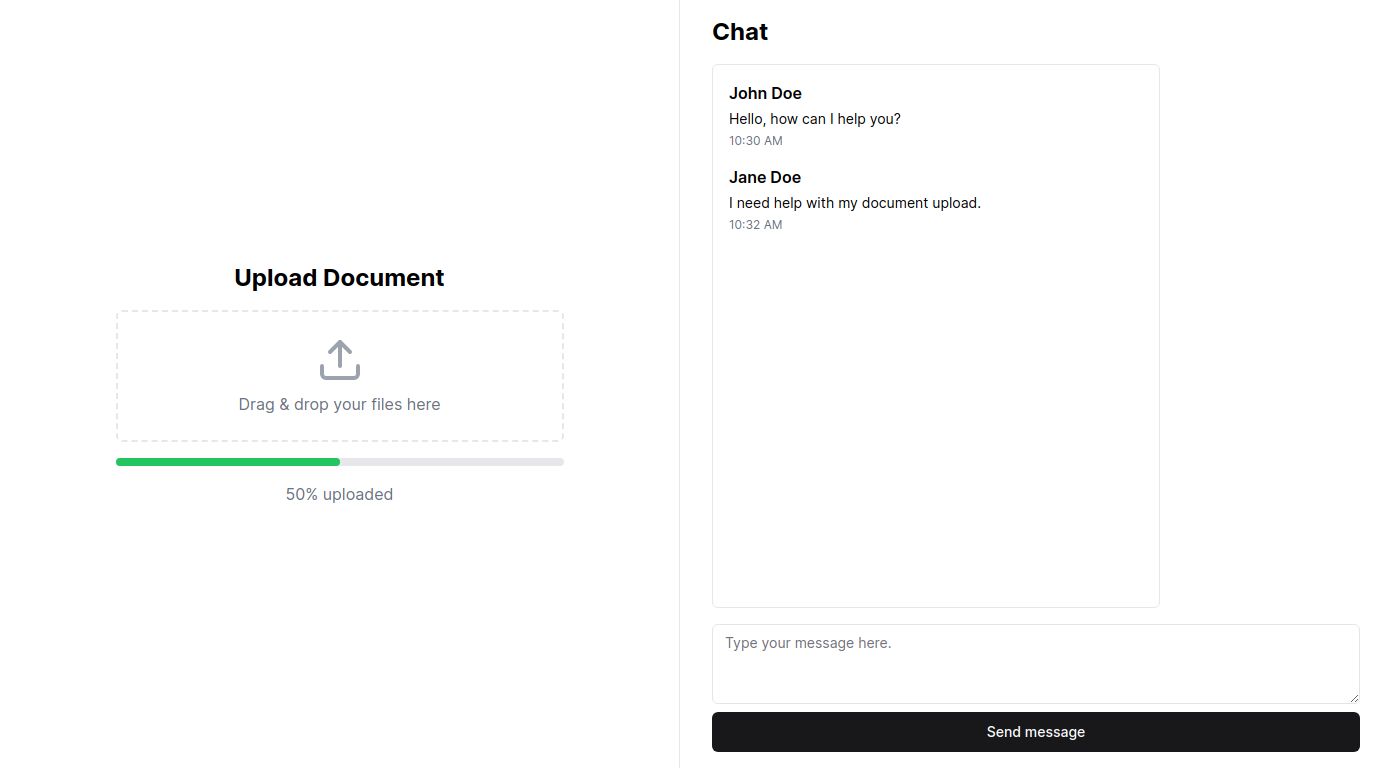 Upload Document
Drag & drop your files here
50% uploaded
Chat
John Doe
Hello, how can I help you?
10:30 AM
Jane Doe
I need help with my document upload.
10:32 AM
Type your message here.
Send message